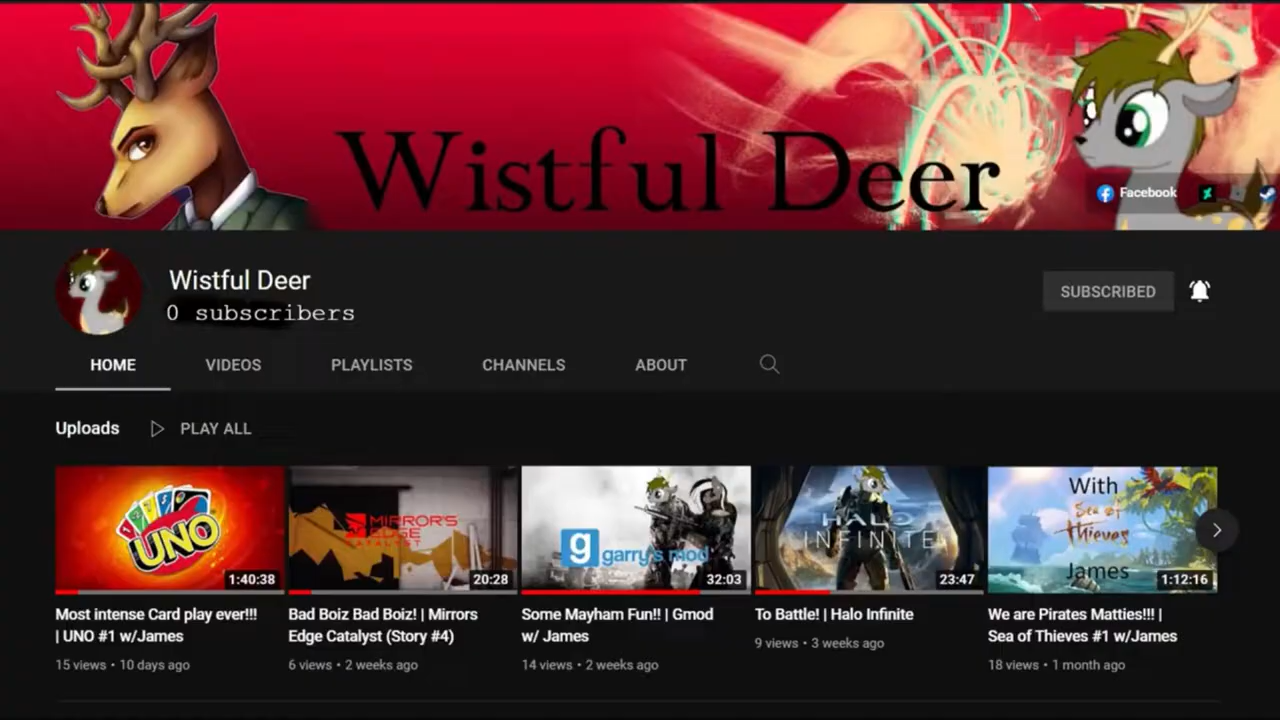 Wistful Deer
Facebook
Wistful Deer
0 subscribers
SUBSCRIBED
HOME VIDEOS PLAYLISTS CHANNELS ABOUT
Uploads PLAY ALL
UNO
1:40:38
MIRROR'S
EDGE
CATALYST
20:28
g garry's mod
32:03
HALO
INFINITE
23:47
With
Sea of
Thieves
James
1:12:16
Most intense Card play ever!!!
| UNO #1 w/James
15 views • 10 days ago
Bad Boiz Bad Boiz! | Mirrors
Edge Catalyst (Story #4)
6 views • 2 weeks ago
Some Mayham Fun!! | Gmod
w/ James
14 views • 2 weeks ago
To Battle! | Halo Infinite
9 views • 3 weeks ago
We are Pirates Matties!!! |
Sea of Thieves #1 w/James
18 views • 1 month ago